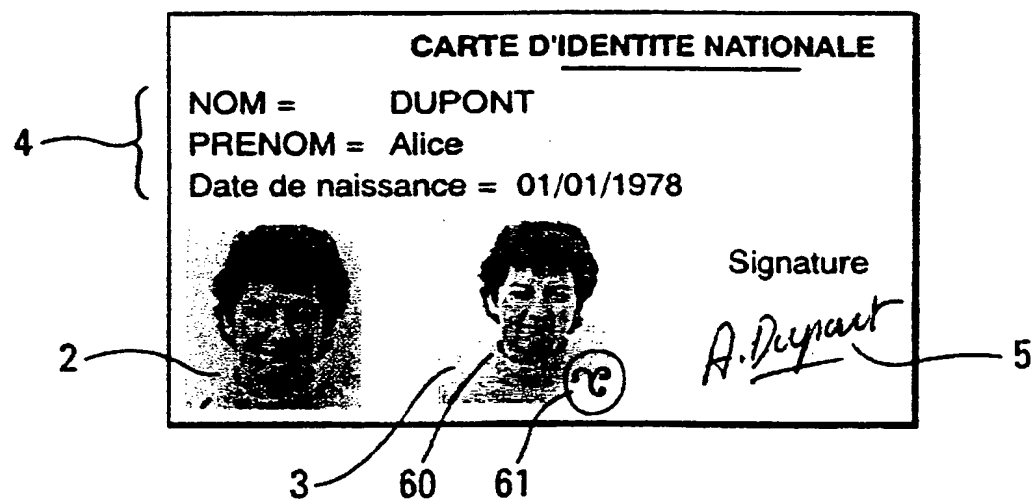 CARTE D'IDENTITE NATIONALE
NOM = DUPONT
PRENOM = Alice
Date de naissance = 01/01/1978
4
Signature
A. Dupont
2
5
3 60 61